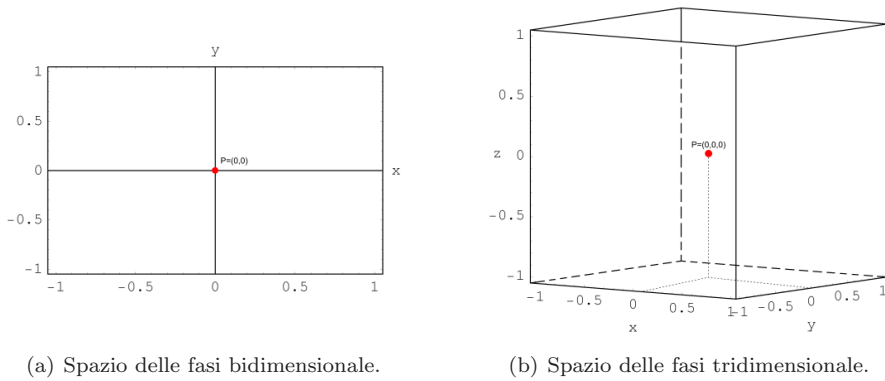 y
1
0.5
0
-0.5
-1
P=(0,0)
x
-1 -0.5 0 0.5 1
1
0.5
z 0
-0.5
-1
P=(0,0,0)
-1 -0.5 0 0.5 1
x
-1 -0.5 0 0.5 1
y
(a) Spazio delle fasi bidimensionale.
(b) Spazio delle fasi tridimensionale.